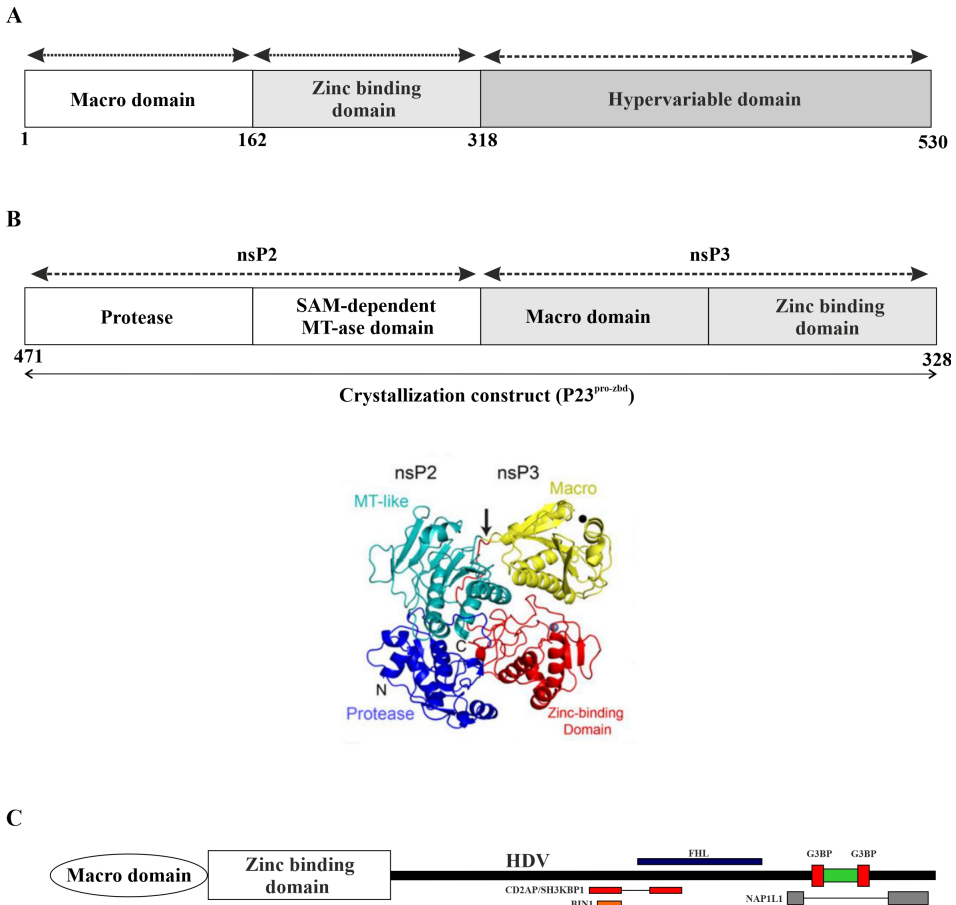 A
Macro domain
Zinc binding
domain
Hypervariable domain
1
162
318
530
B
nsP2
nsP3
Protease
SAM-dependent
MT-ase domain
Macro domain
Zinc binding
domain
471
328
Crystallization construct (P23pro-zbd)
nsP2
nsP3
MT-like
Macro
C
N
Protease
Zinc-binding
Domain
C
Macro domain
Zinc binding
domain
HDV
FHL
G3BP
G3BP
CD2AP/SH3KBP1
NAP1L1
BIN1